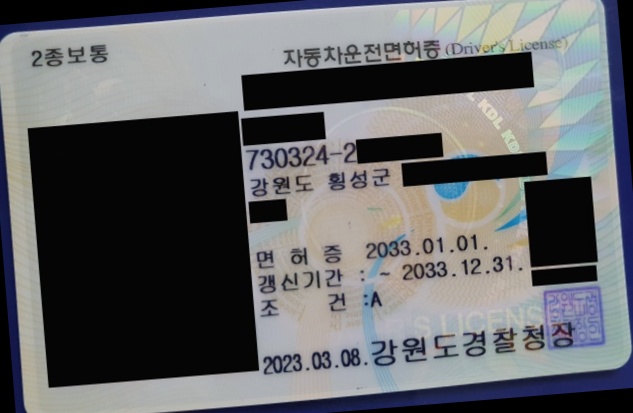 2종보통
자동차운전면허증 (Driver's License)
730324-2
강원도 횡성군
면 허 증 2033.01.01.
갱신기간 : ~ 2033.12.31.
조 건 :A
2023.03.08. 강원도경찰청장